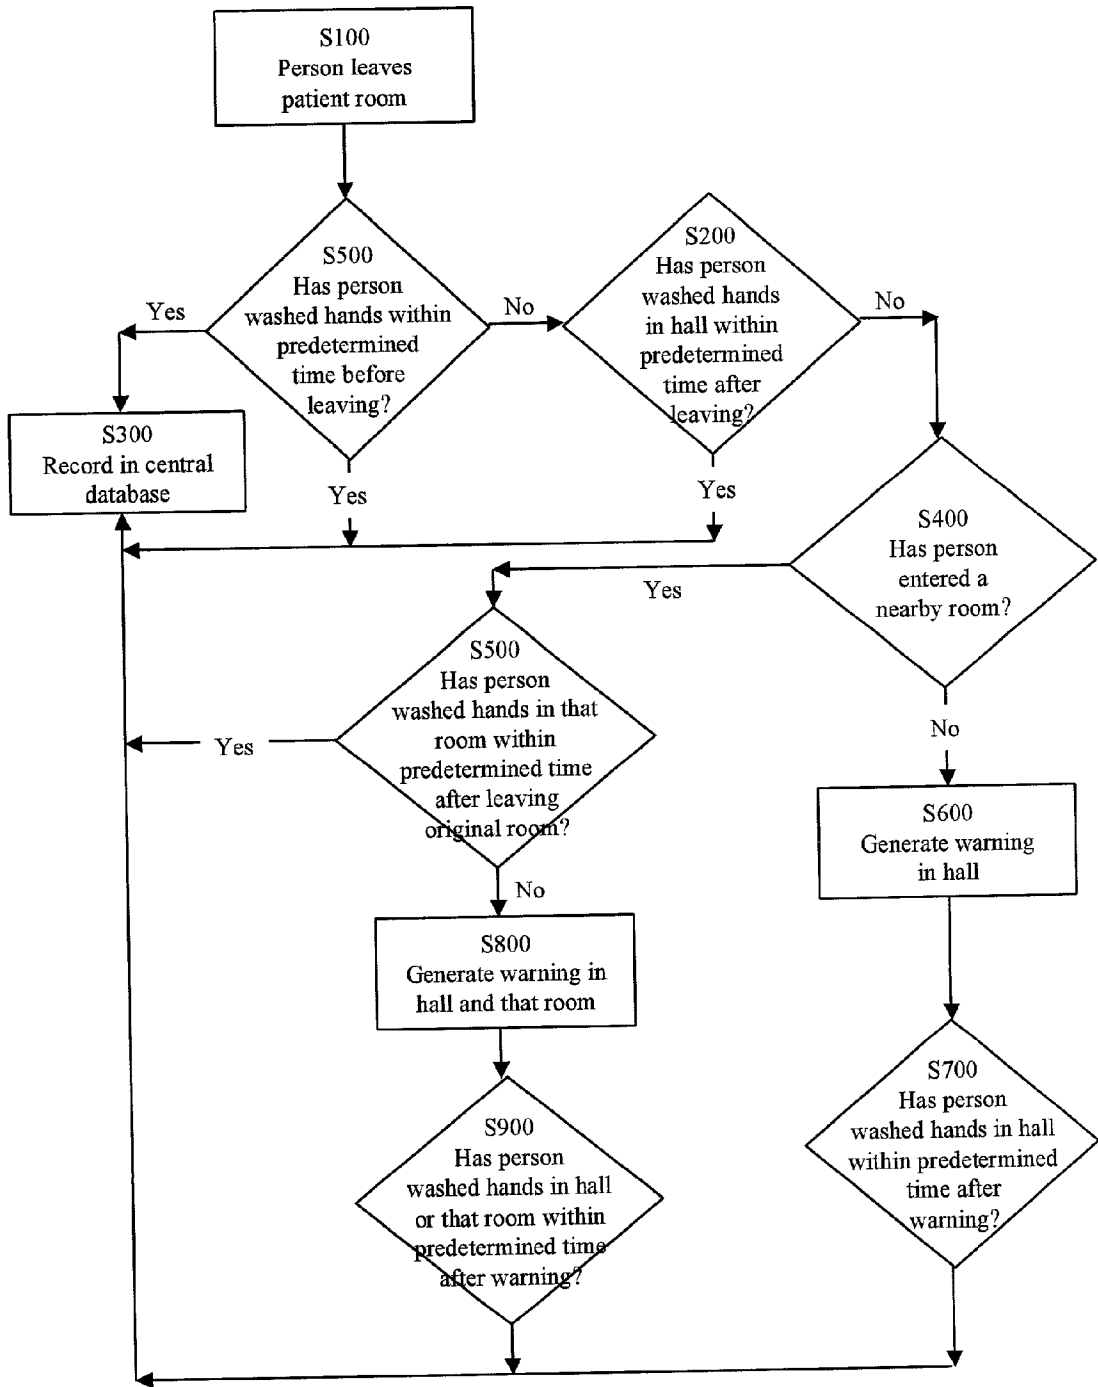 S100
Person leaves
patient room
S500
Has person
washed hands within
predetermined
time before
leaving?
Yes
No
S200
Has person
washed hands
in hall within
predetermined
time after
leaving?
No
S300
Record in central
database
Yes
Yes
S400
Has person
entered a
nearby room?
Yes
S500
Has person
washed hands in that
room within
predetermined time
after leaving
original room?
Yes
No
No
S600
Generate warning
in hall
S800
Generate warning in
hall and that room
S700
Has person
washed hands in hall
within predetermined
time after
warning?
S900
Has person
washed hands in hall
or that room within
predetermined time
after warning?